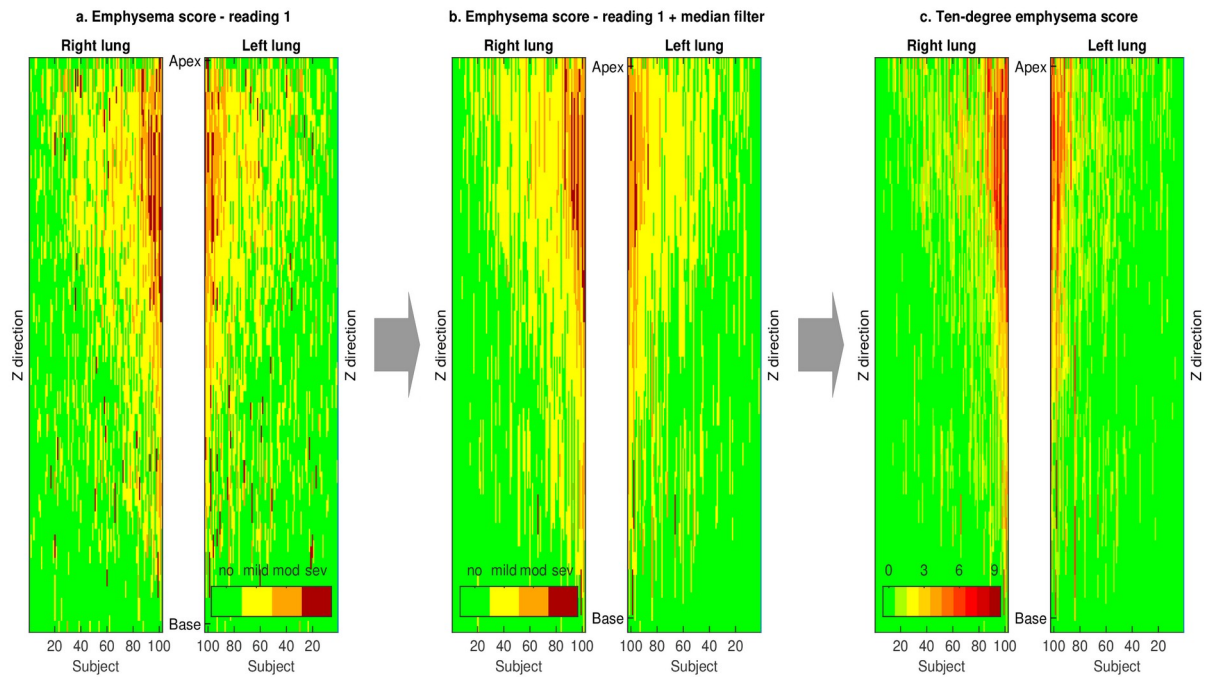 a. Emphysema score - reading 1
b. Emphysema score - reading 1 + median filter
c. Ten-degree emphysema score
Right lung
Left lung
Right lung
Left lung
Right lung
Left lung
Apex
Apex
Apex
Z direction
Z direction
Z direction
Z direction
Z direction
Z direction
no mild mod sev
no mild mod sev
0 3 6 9
Base
Base
Base
20 40 60 80 100
100 80 60 40 20
20 40 60 80 100
100 80 60 40 20
20 40 60 80 100
100 80 60 40 20
Subject
Subject
Subject
Subject
Subject
Subject